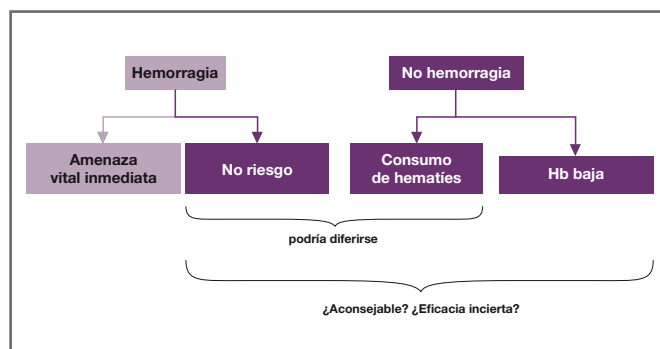 Hemorragia
No hemorragia
Amenaza
vital inmediata
No riesgo
Consumo
de hematíes
Hb baja
podría diferirse
¿Aconsejable? ¿Eficacia incierta?